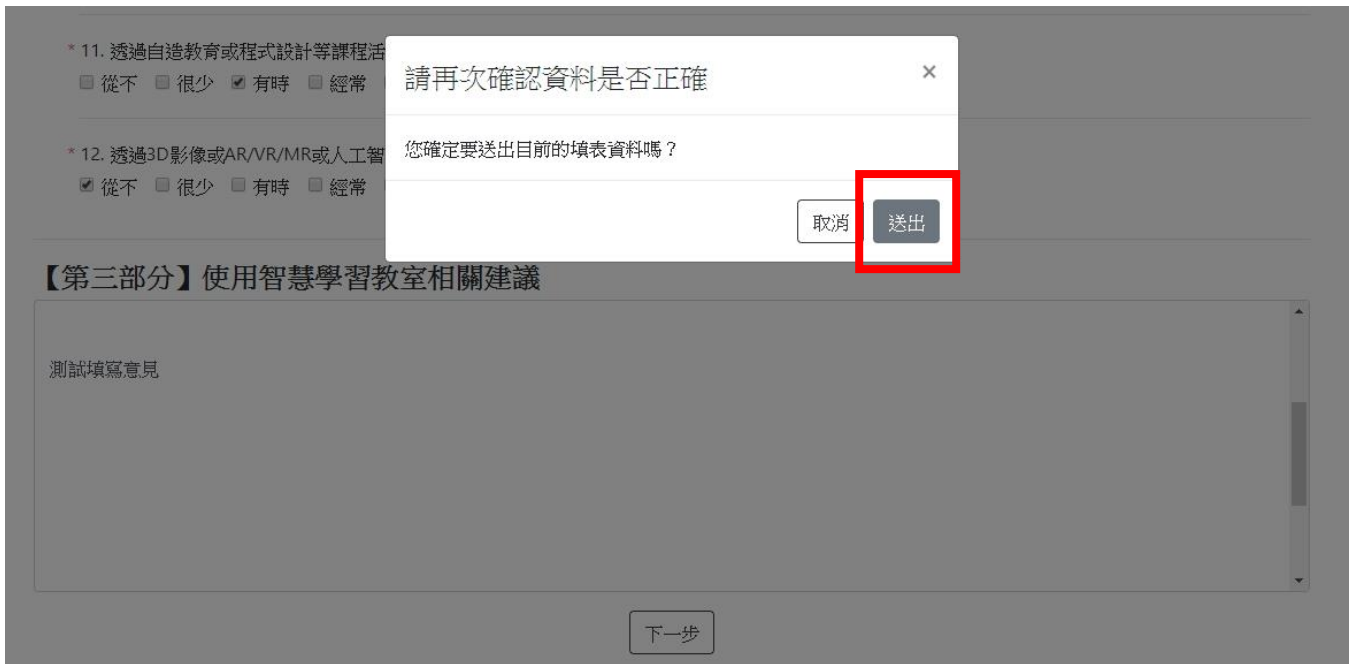 * 11. 透過自造教育或程式設計等課程活
從不 很少 有時 經常
請再次確認資料是否正確 ×
* 12. 透過3D影像或AR/VR/MR或人工智
您確定要送出目前的填表資料嗎？
從不 很少 有時 經常
取消 送出
【第三部分】使用智慧學習教室相關建議
測試填寫意見
下一步